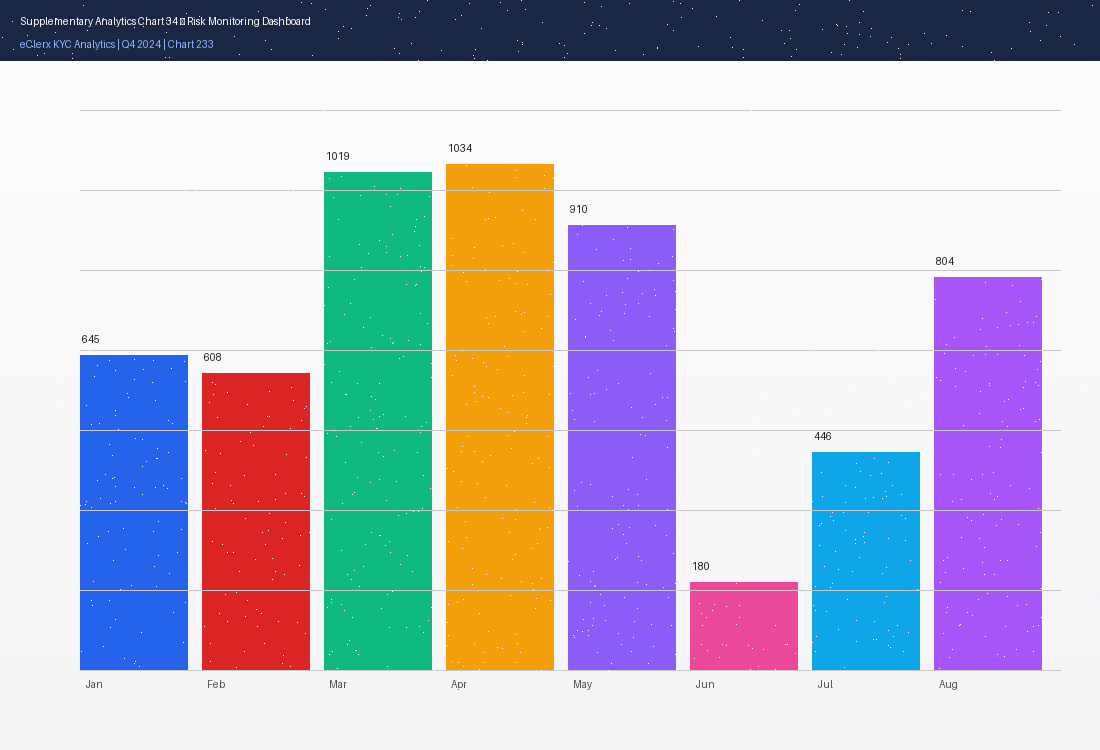 Supplementary Analytics Chart 34 □ Risk Monitoring Dashboard
eClerx KYC Analytics | Q4 2024 | Chart 233
1034
1019
910
804
645
608
446
180
Jan Feb Mar Apr May Jun Jul Aug